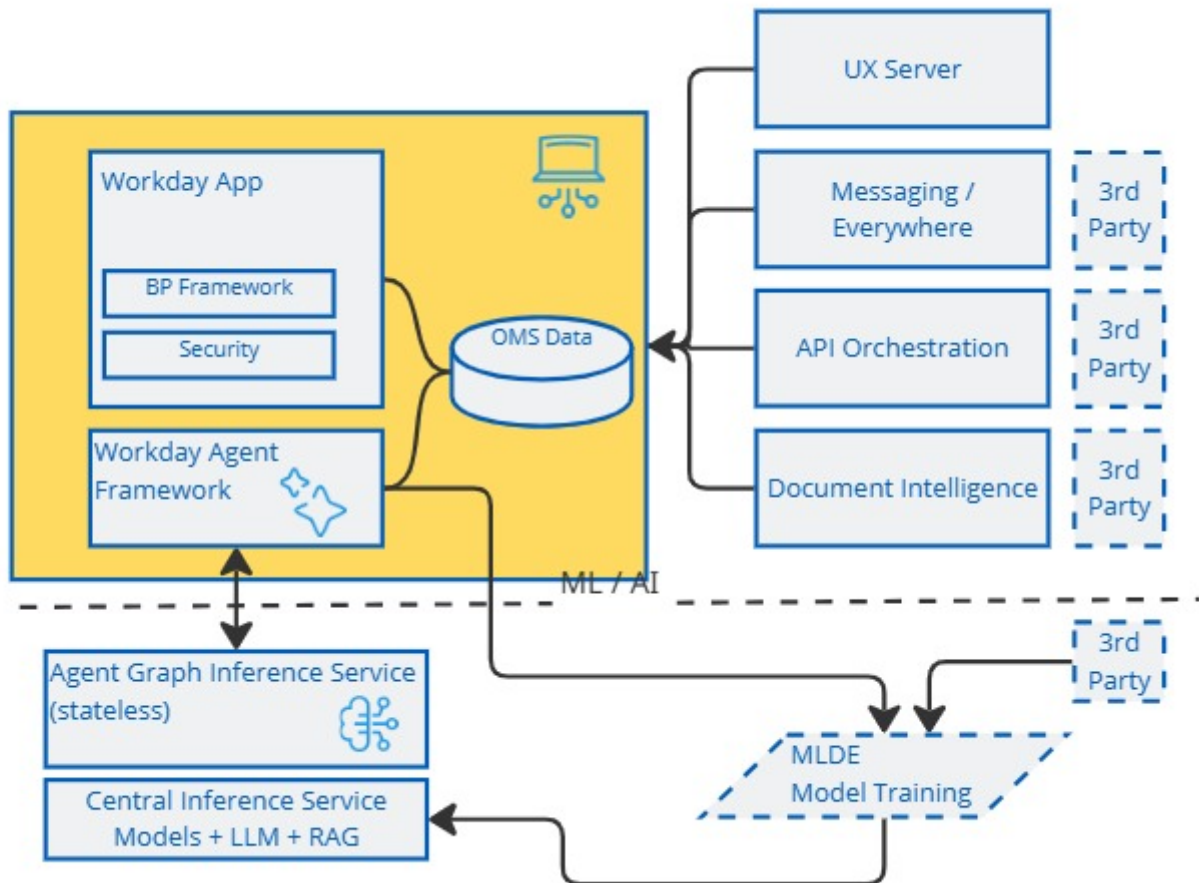 UX Server
Workday App
BP Framework
Security
OMS Data
Workday Agent
Framework
Messaging /
Everywhere
3rd
Party
API Orchestration
3rd
Party
Document Intelligence
3rd
Party
ML / AI
Agent Graph Inference Service
(stateless)
Central Inference Service
Models + LLM + RAG
3rd
Party
MLDE
Model Training